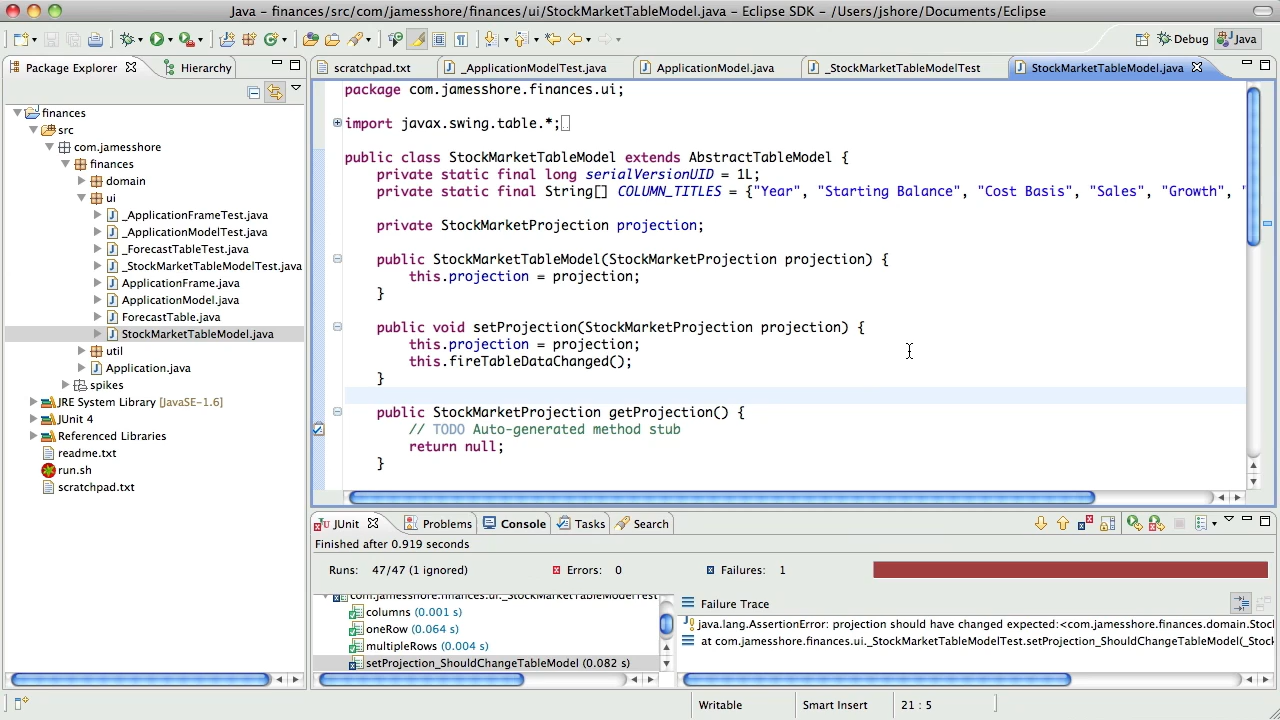 Java – finances/src/com/jamesshore/finances/ui/StockMarketTableModel.java – Eclipse SDK – /Users/jshore/Documents/Eclipse
Debug Java
Package Explorer Hierarchy
finances
src
com.jamesshore
finances
domain
ui
_ApplicationFrameTest.java
_ApplicationModelTest.java
_ForecastTableTest.java
_StockMarketTableModelTest.java
ApplicationFrame.java
ApplicationModel.java
ForecastTable.java
StockMarketTableModel.java
util
Application.java
spikes
JRE System Library [JavaSE-1.6]
JUnit 4
Referenced Libraries
readme.txt
run.sh
scratchpad.txt
scratchpad.txt _ApplicationModelTest.java ApplicationModel.java _StockMarketTableModelTest StockMarketTableModel.java
package com.jamesshore.finances.ui;
import javax.swing.table.*;
public class StockMarketTableModel extends AbstractTableModel {
private static final long serialVersionUID = 1L;
private static final String[] COLUMN_TITLES = {"Year", "Starting Balance", "Cost Basis", "Sales", "Growth", "
private StockMarketProjection projection;
public StockMarketTableModel(StockMarketProjection projection) {
this.projection = projection;
}
public void setProjection(StockMarketProjection projection) {
this.projection = projection;
this.fireTableDataChanged();
}
public StockMarketProjection getProjection() {
// TODO Auto-generated method stub
return null;
}
JUnit Problems Console Tasks Search
Finished after 0.919 seconds
Runs: 47/47 (1 ignored) Errors: 0 Failures: 1
com.jamesshore.finances.ui._StockMarketTableModelTest
columns (0.001 s)
oneRow (0.064 s)
multipleRows (0.004 s)
setProjection_ShouldChangeTableModel (0.082 s)
Failure Trace
java.lang.AssertionError: projection should have changed expected:<com.jamesshore.finances.domain.Stoc
at com.jamesshore.finances.ui._StockMarketTableModelTest.setProjection_ShouldChangeTableModel(_Stoc
Writable Smart Insert 21 : 5